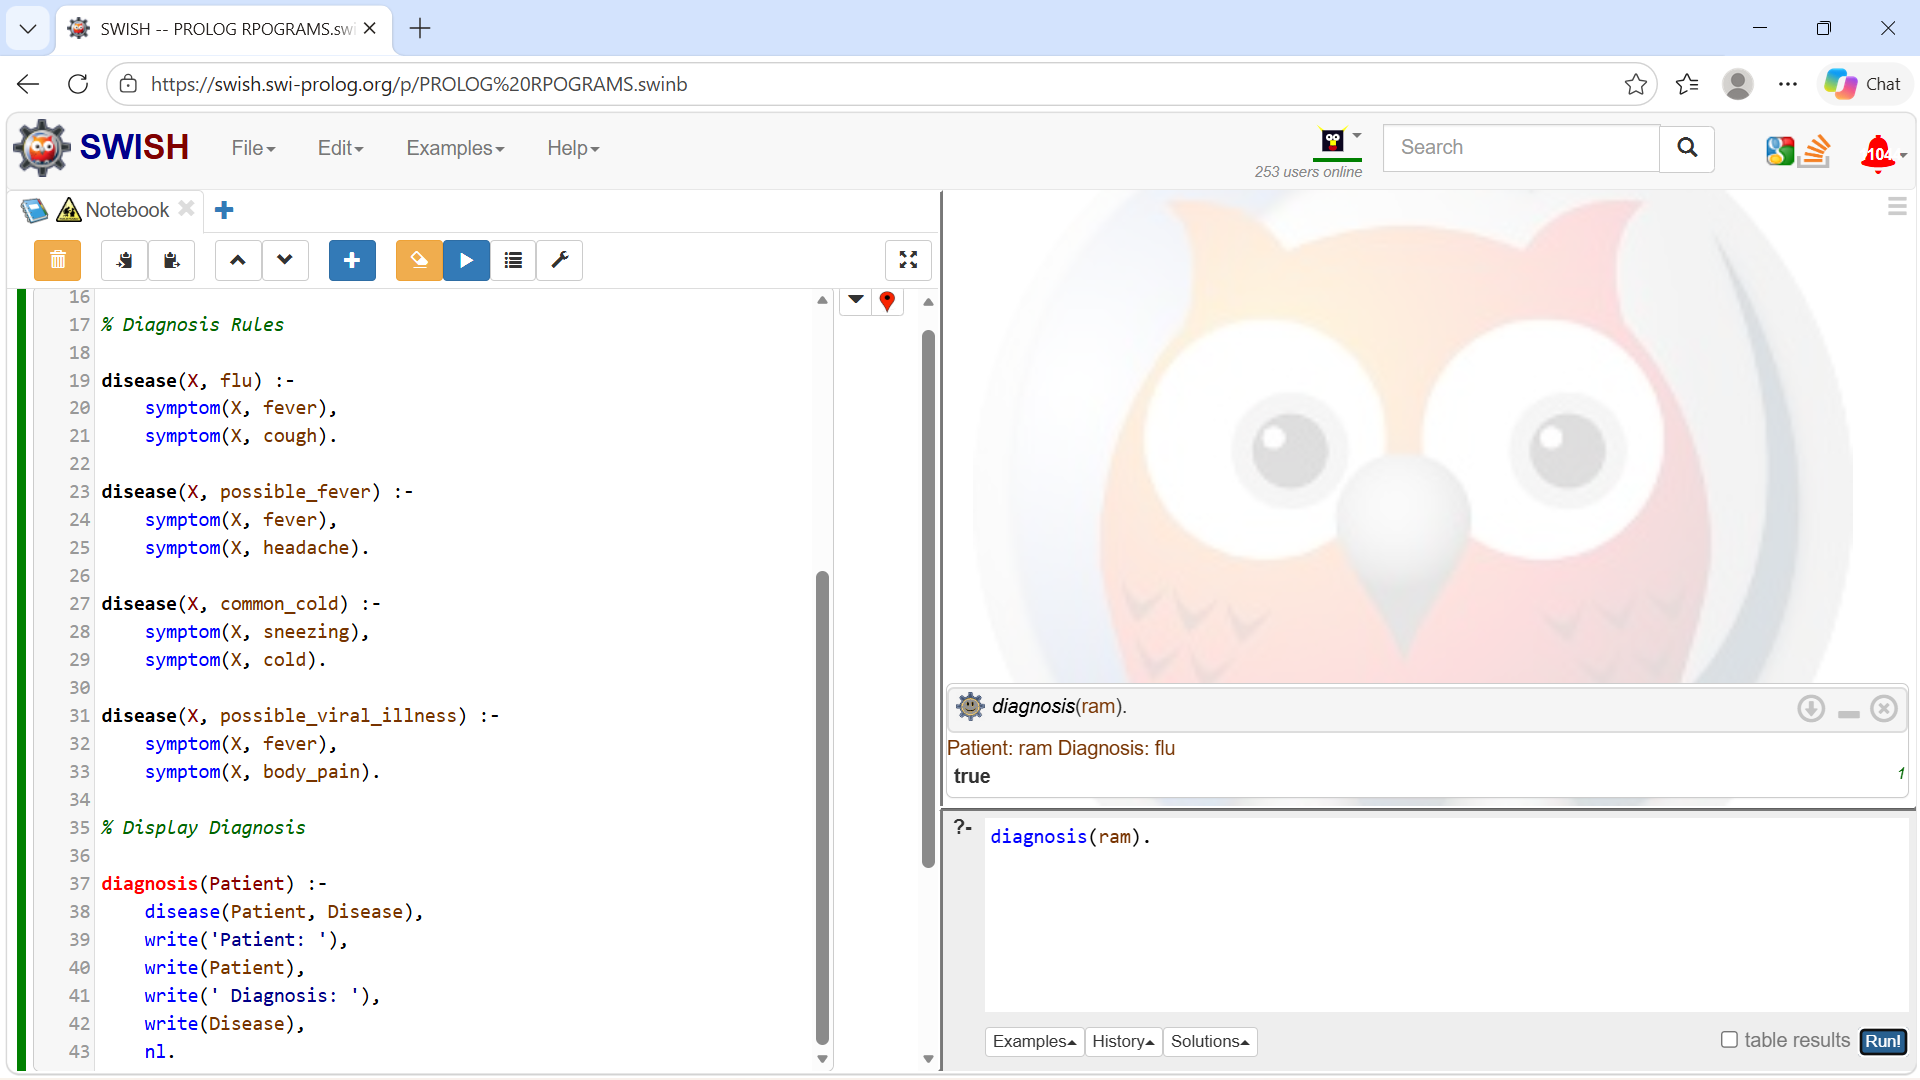 SWISH -- PROLOG RPOGRAMS.swi
https://swish.swi-prolog.org/p/PROLOG%20RPOGRAMS.swinb
Chat
SWISH
File
Edit
Examples
Help
253 users online
Search
104
Notebook
16
17 % Diagnosis Rules
18
19 disease(X, flu) :-
20     symptom(X, fever),
21     symptom(X, cough).
22
23 disease(X, possible_fever) :-
24     symptom(X, fever),
25     symptom(X, headache).
26
27 disease(X, common_cold) :-
28     symptom(X, sneezing),
29     symptom(X, cold).
30
31 disease(X, possible_viral_illness) :-
32     symptom(X, fever),
33     symptom(X, body_pain).
34
35 % Display Diagnosis
36
37 diagnosis(Patient) :-
38     disease(Patient, Disease),
39     write('Patient: '),
40     write(Patient),
41     write(' Diagnosis: '),
42     write(Disease),
43     nl.
diagnosis(ram).
Patient: ram Diagnosis: flu
true
1
?- diagnosis(ram).
Examples
History
Solutions
table results
Run!